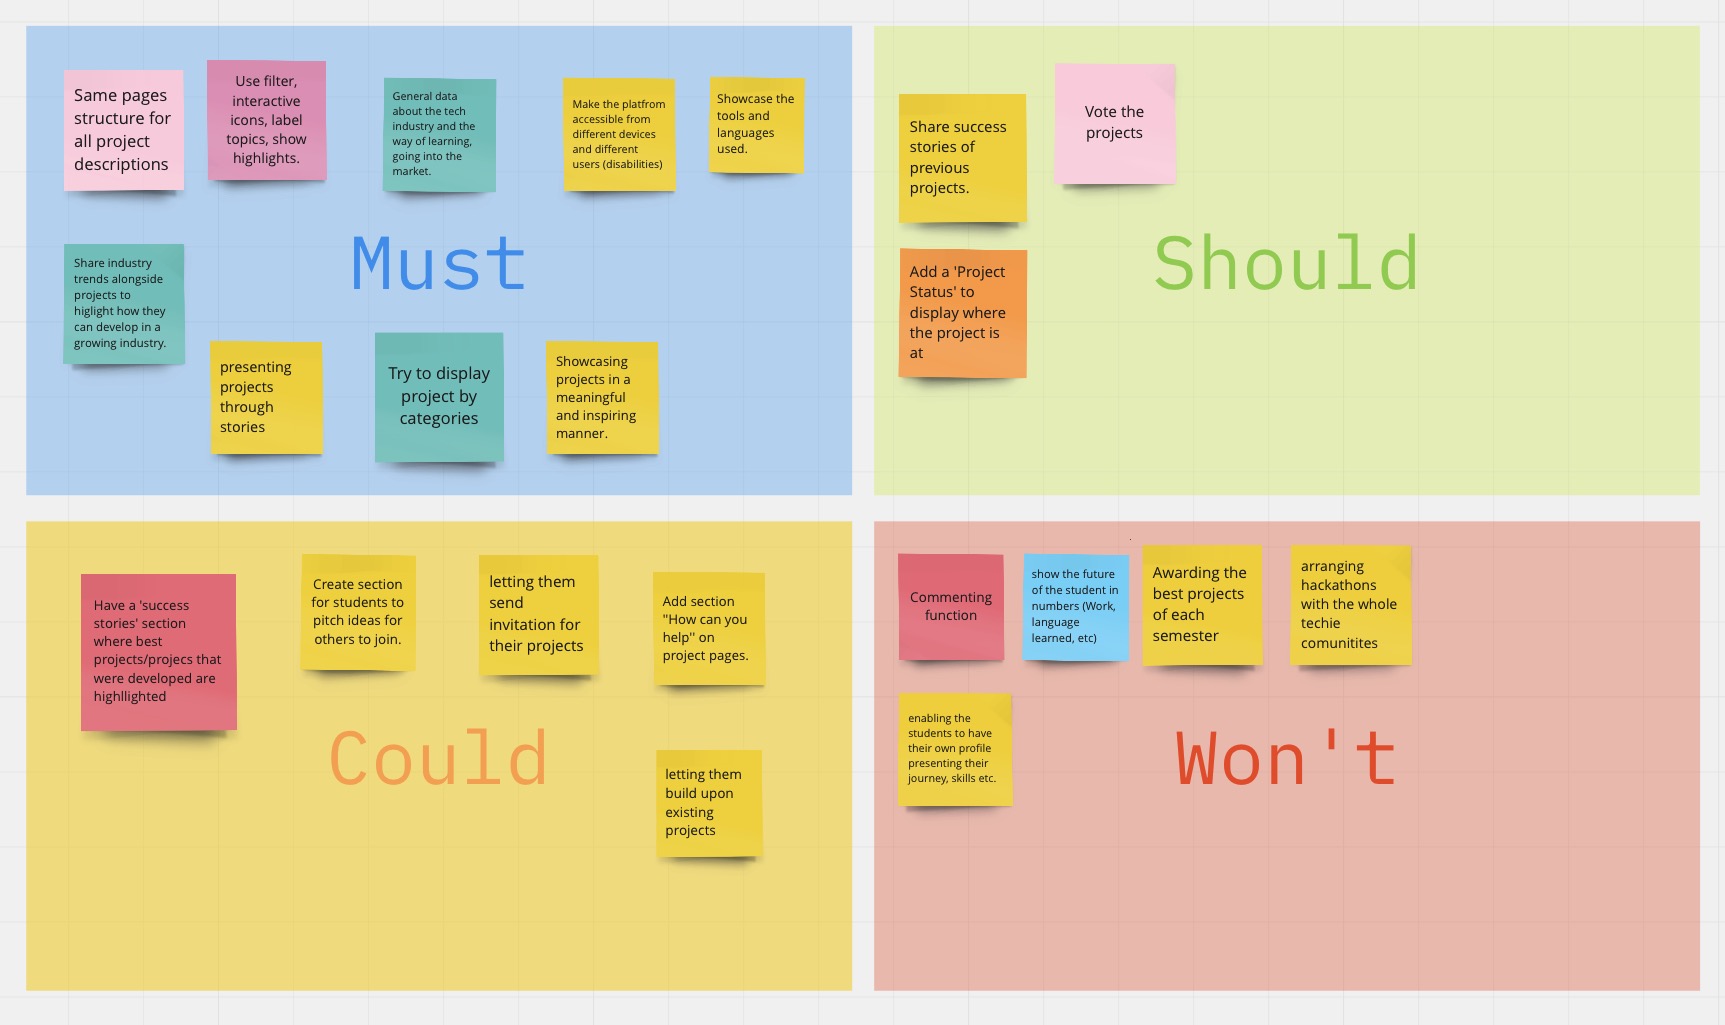 Same pages
structure for
all project
descriptions
Use filter,
interactive
icons, label
topics, show
highlights.
General data
about the tech
industry and the
way of learning,
going into the
market.
Make the platfrom
accessible from
different devices
and different
users (disabilities)
Showcase the
tools and
languages
used.
Must
Share industry
trends alongside
projects to
higlight how they
can develop in a
growing industry.
presenting
projects
through
stories
Try to display
project by
categories
Showcasing
projects in a
meaningful
and inspiring
manner.
Share success
stories of
previous
projects.
Vote the
projects
Should
Add a 'Project
Status' to
display where
the project is
at
Have a 'success
stories' section
where best
projects/projecs that
were developed are
highllighted
Create section
for students to
pitch ideas for
others to join.
letting them
send
invitation for
their projects
Add section
"How can you
help" on
project pages.
Could
letting them
build upon
existing
projects
Commenting
function
show the future
of the student in
numbers (Work,
language
learned, etc)
Awarding the
best projects
of each
semester
arranging
hackathons
with the whole
techie
comunitites
enabling the
students to have
their own profile
presenting their
journey, skills etc.
Won't